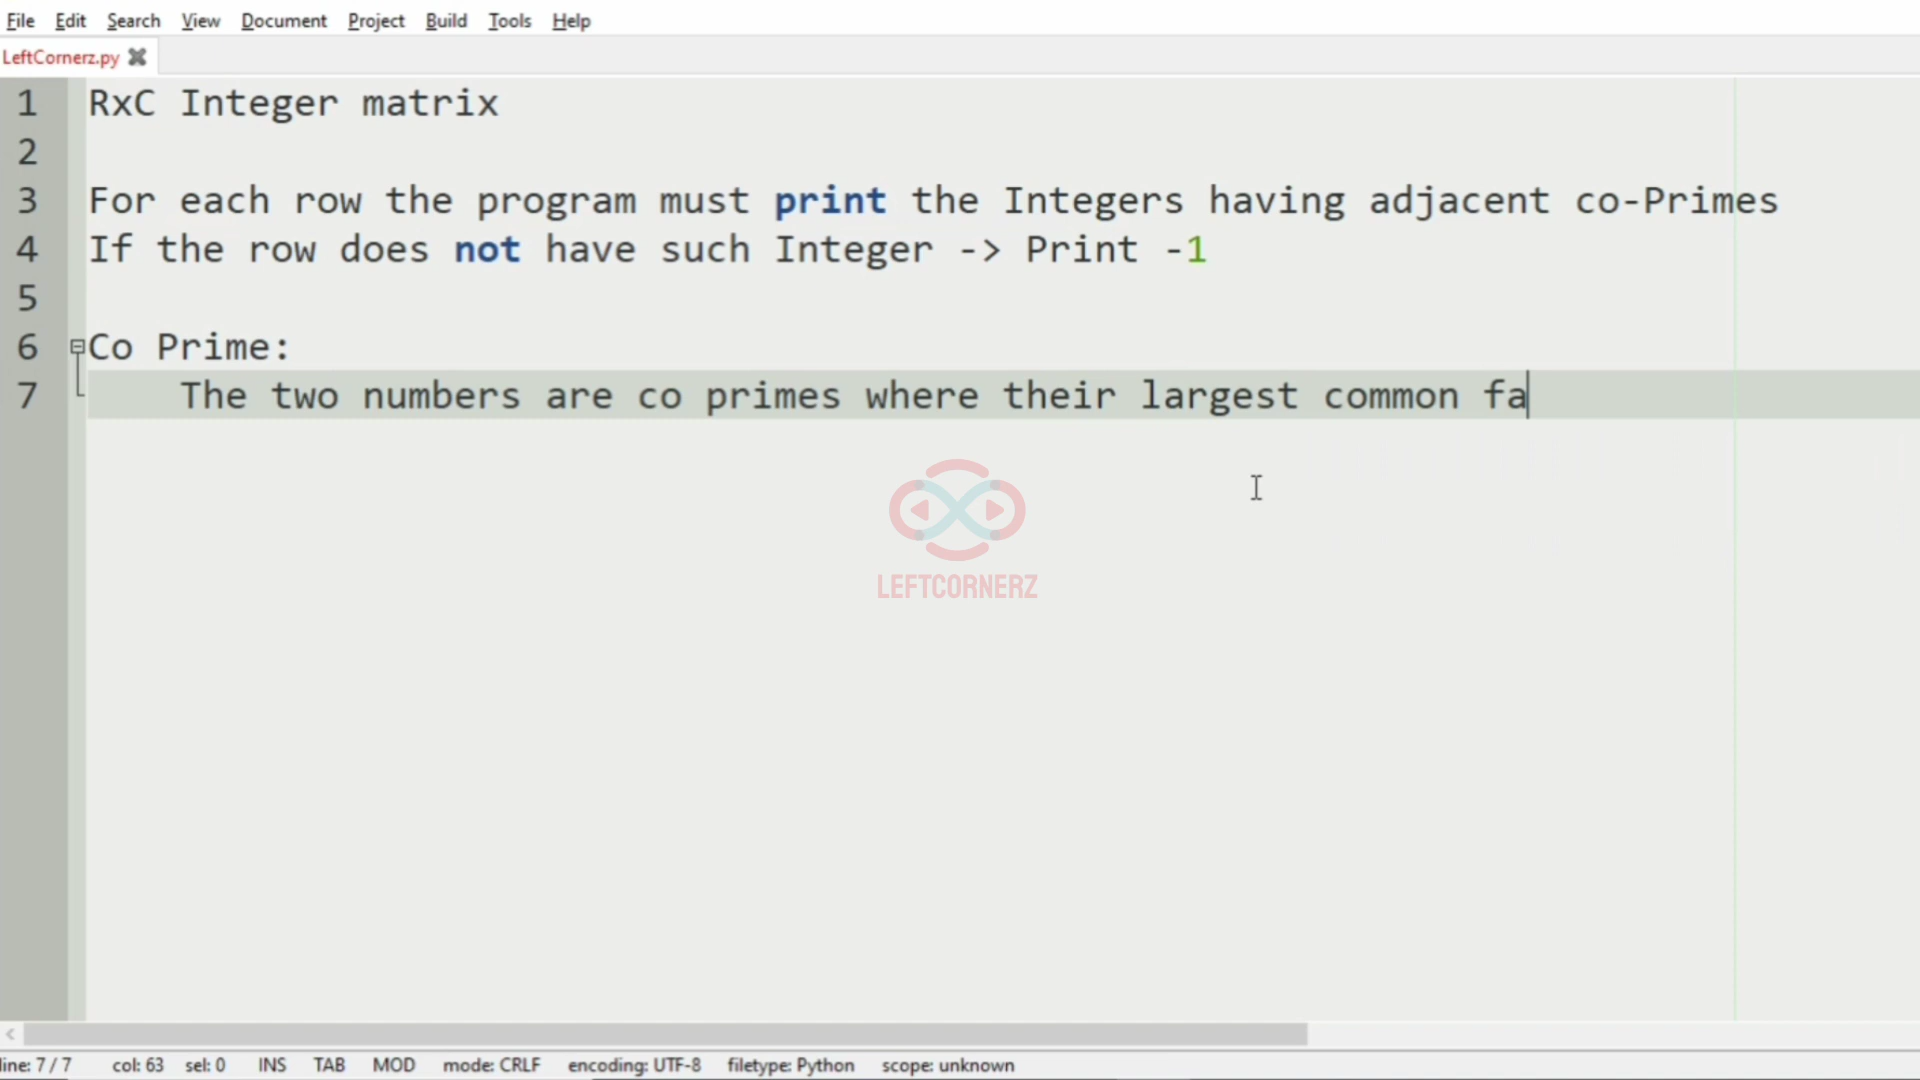 File Edit Search View Document Project Build Tools Help
LeftCornerz.py
1 RxC Integer matrix
2
3 For each row the program must print the Integers having adjacent co-Primes
4 If the row does not have such Integer -> Print -1
5
6 Co Prime:
7 The two numbers are co primes where their largest common fa
LEFTCORNERZ
line: 7 / 7 col: 63 sel: 0 INS TAB MOD mode: CRLF encoding: UTF-8 filetype: Python scope: unknown